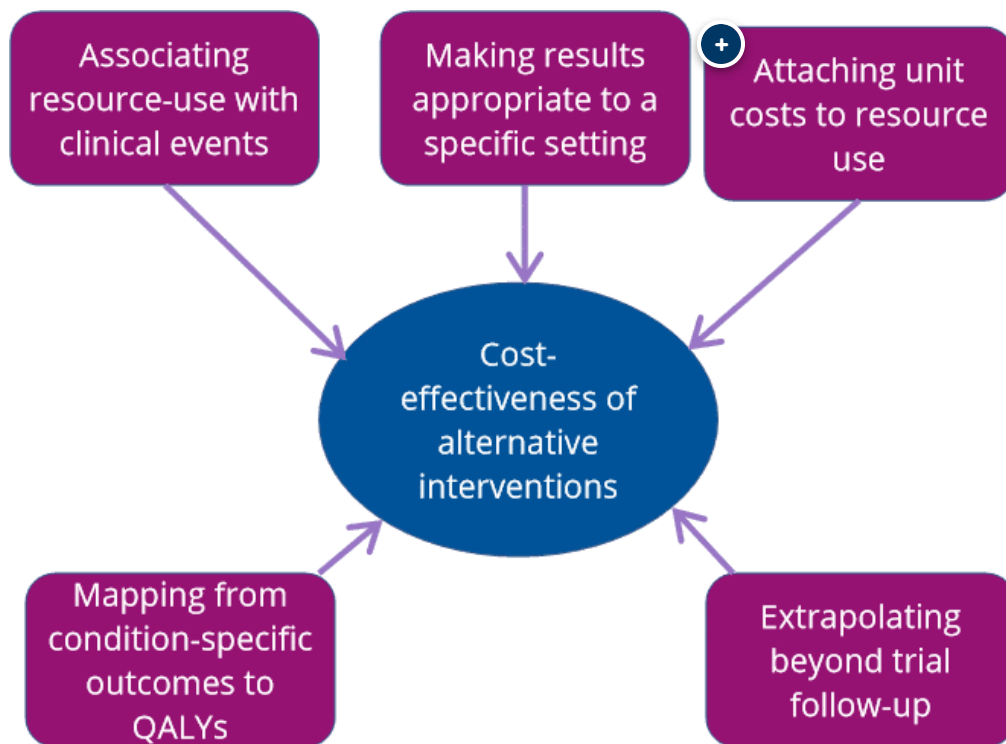 Associating
resource-use with
clinical events
Making results
appropriate to a
specific setting
+
Attaching unit
costs to resource
use
Cost-
effectiveness of
alternative
interventions
Mapping from
condition-specific
outcomes to
QALYs
Extrapolating
beyond trial
follow-up